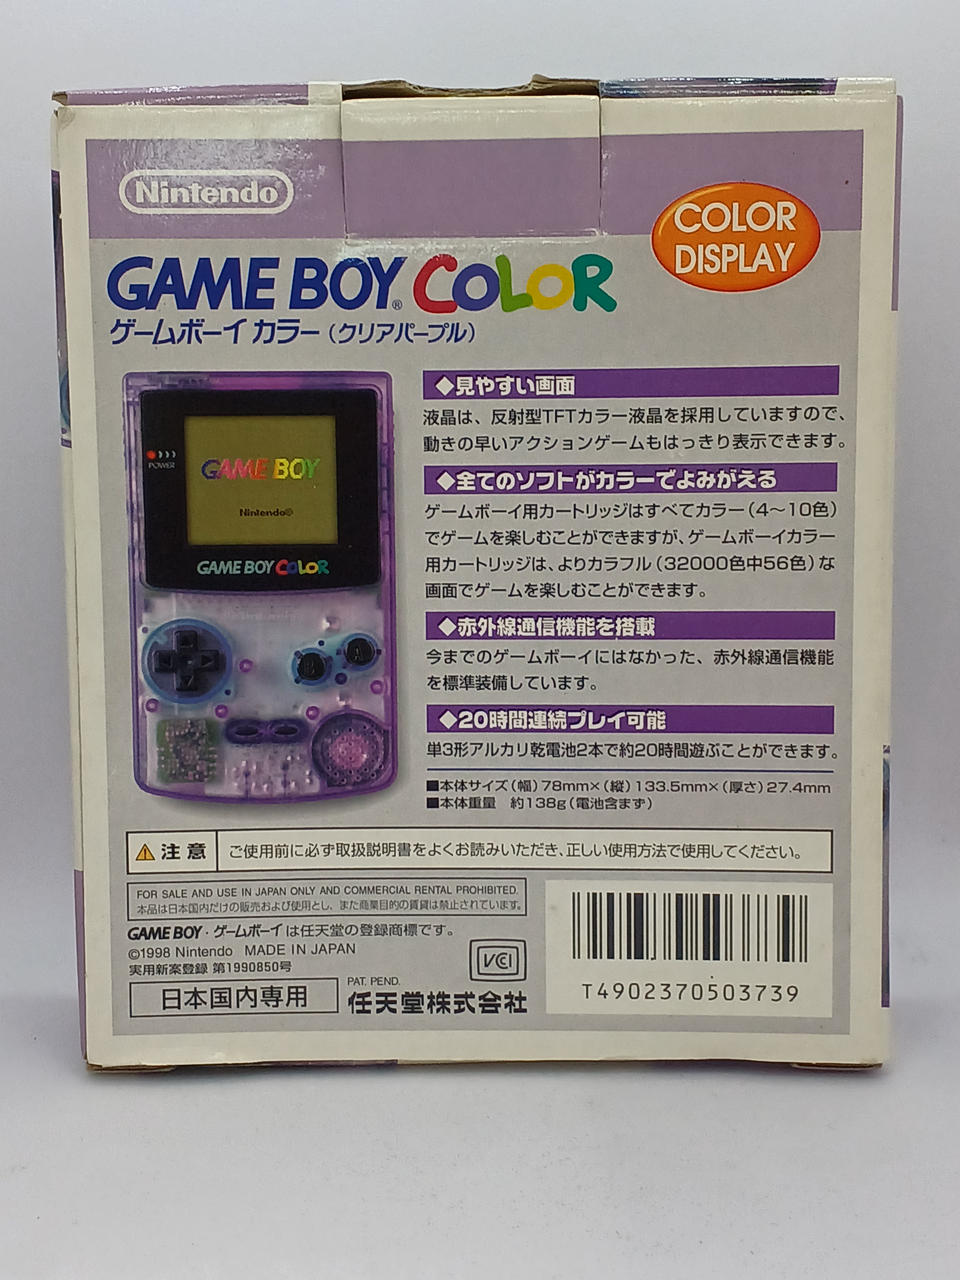 Nintendo
COLOR
DISPLAY
GAME BOY® COLOR
ゲームボーイ カラー（クリアパープル）
POWER
GAME BOY
Nintendo®
GAME BOY COLOR
B
A
◆見やすい画面
液晶は、反射型TFTカラー液晶を採用していますので、
動きの早いアクションゲームもはっきり表示できます。
◆全てのソフトがカラーでよみがえる
ゲームボーイ用カートリッジはすべてカラー（4〜10色）
でゲームを楽しむことができますが、ゲームボーイカラー
用カートリッジは、よりカラフル（32000色中56色）な
画面でゲームを楽しむことができます。
◆赤外線通信機能を搭載
今までのゲームボーイにはなかった、赤外線通信機能
を標準装備しています。
◆20時間連続プレイ可能
単3形アルカリ乾電池2本で約20時間遊ぶことができます。
■本体サイズ（幅）78mm×（縦）133.5mm×（厚さ）27.4mm
■本体重量 約138g（電池含まず）
⚠注意
ご使用前に必ず取扱説明書をよくお読みいただき、正しい使用方法で使用してください。
FOR SALE AND USE IN JAPAN ONLY AND COMMERCIAL RENTAL PROHIBITED.
本品は日本国内だけの販売および使用とし、また商業目的の賃貸は禁止されています。
GAME BOY・ゲームボーイは任天堂の登録商標です。
©1998 Nintendo MADE IN JAPAN
実用新案登録 第1990850号
VCI
日本国内専用
PAT. PEND.
任天堂株式会社
T4902370503739